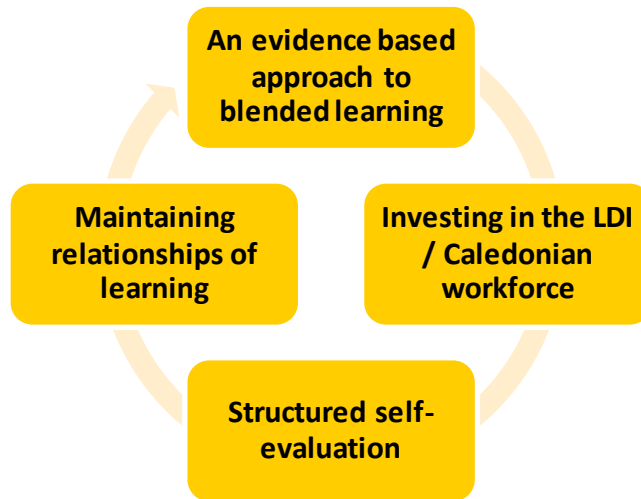 An evidence based
approach to
blended learning
Investing in the LDI
/ Caledonian
workforce
Structured self-
evaluation
Maintaining
relationships of
learning